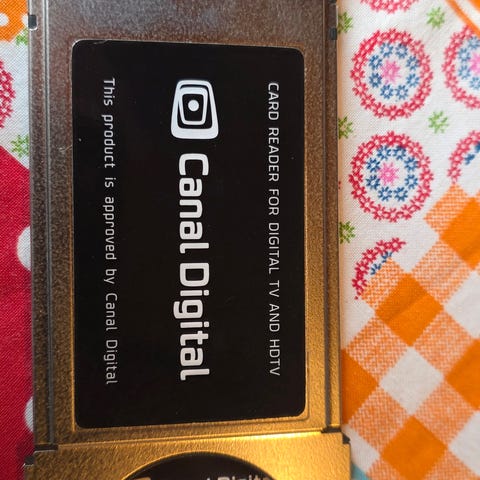 CARD READER FOR DIGITAL TV AND HDTV
Canal Digital
This product is approved by Canal Digital